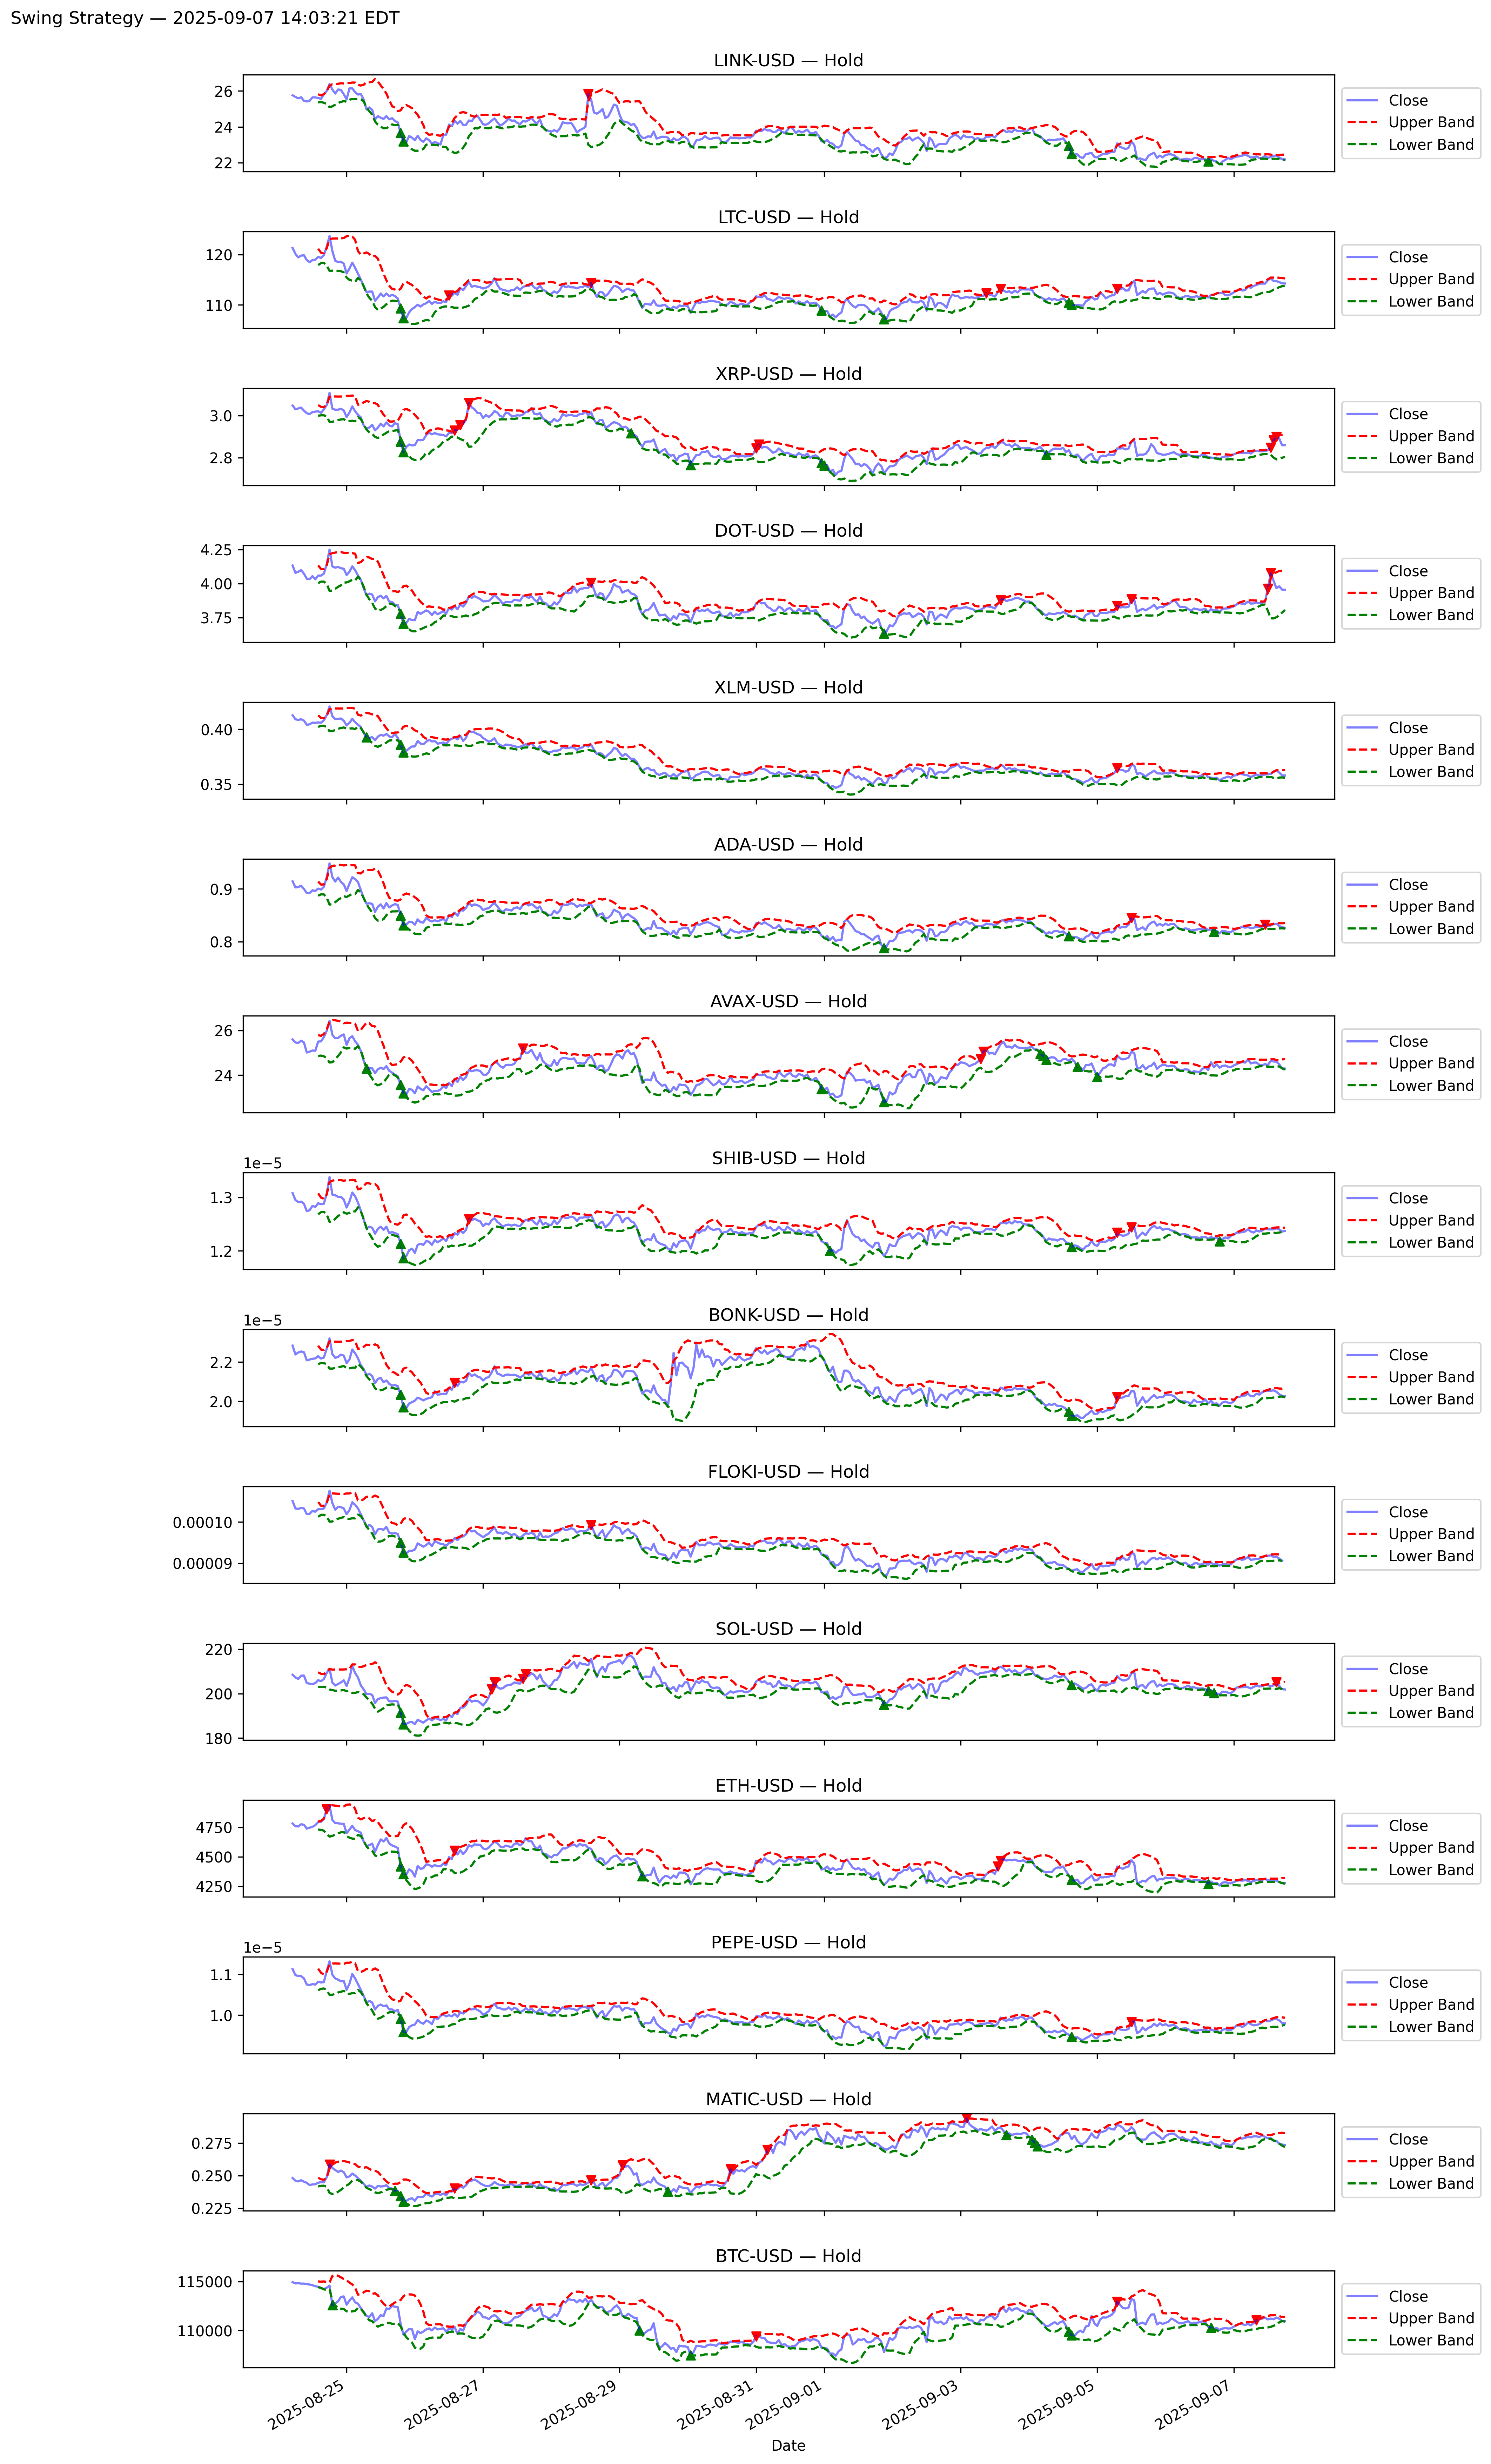 Swing Strategy — 2025-09-07 14:03:21 EDT
LINK-USD — Hold
26
24
22
Close
Upper Band
Lower Band
LTC-USD — Hold
120
110
Close
Upper Band
Lower Band
XRP-USD — Hold
3.0
2.8
Close
Upper Band
Lower Band
DOT-USD — Hold
4.25
4.00
3.75
Close
Upper Band
Lower Band
XLM-USD — Hold
0.40
0.35
Close
Upper Band
Lower Band
ADA-USD — Hold
0.9
0.8
Close
Upper Band
Lower Band
AVAX-USD — Hold
26
24
Close
Upper Band
Lower Band
SHIB-USD — Hold
1e−5
1.3
1.2
Close
Upper Band
Lower Band
BONK-USD — Hold
1e−5
2.2
2.0
Close
Upper Band
Lower Band
FLOKI-USD — Hold
0.00010
0.00009
Close
Upper Band
Lower Band
SOL-USD — Hold
220
200
180
Close
Upper Band
Lower Band
ETH-USD — Hold
4750
4500
4250
Close
Upper Band
Lower Band
PEPE-USD — Hold
1e−5
1.1
1.0
Close
Upper Band
Lower Band
MATIC-USD — Hold
0.275
0.250
0.225
Close
Upper Band
Lower Band
BTC-USD — Hold
115000
110000
Close
Upper Band
Lower Band
2025-08-25
2025-08-27
2025-08-29
2025-08-31
2025-09-01
2025-09-03
2025-09-05
2025-09-07
Date